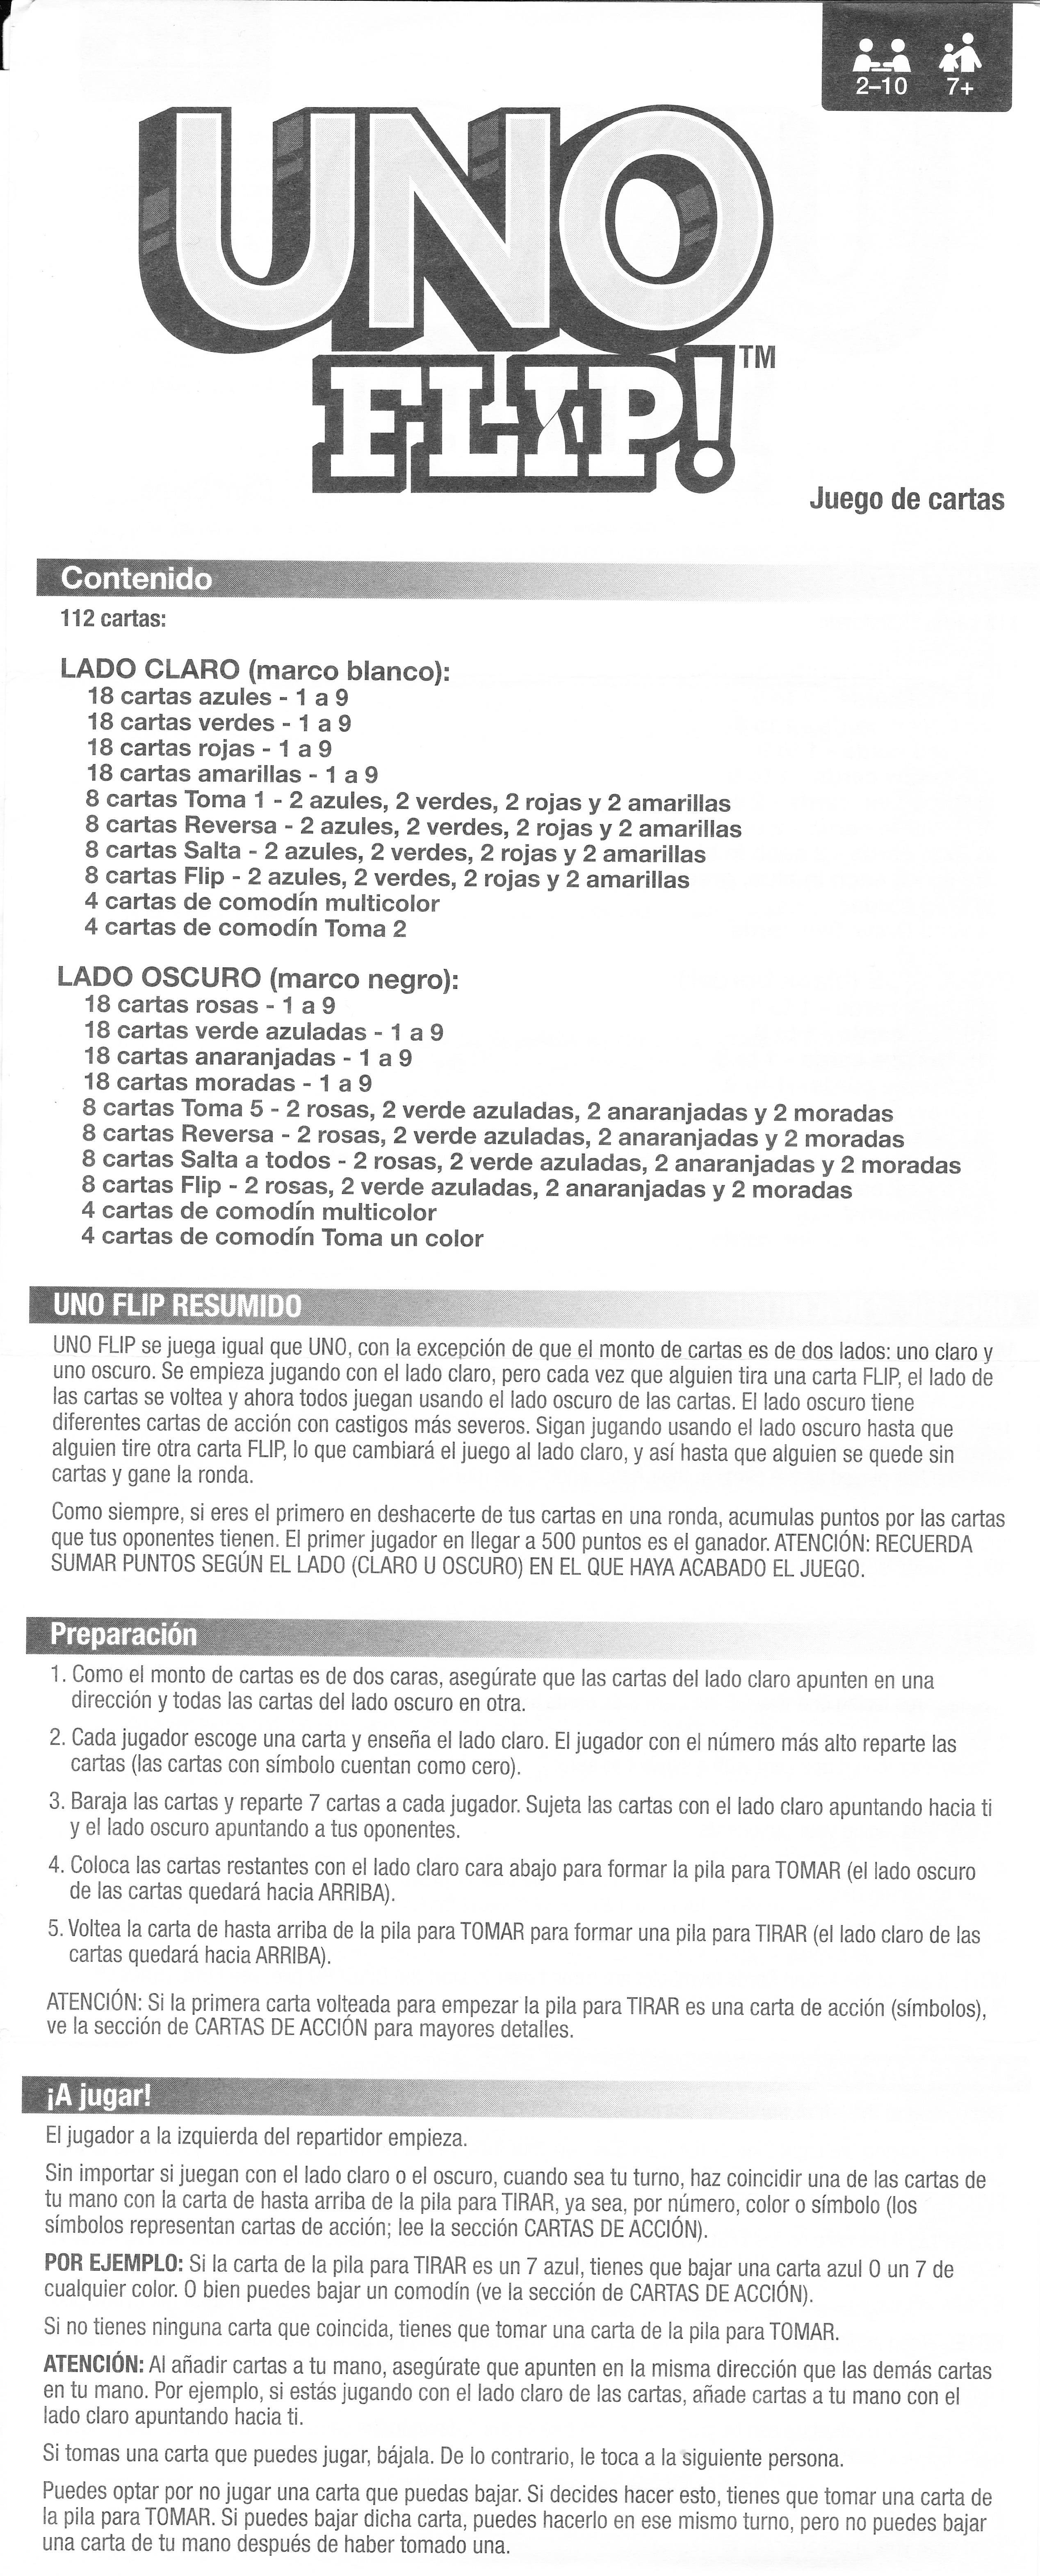 2–10 7+
UNO
FLIP!™
Juego de cartas
Contenido
112 cartas:
LADO CLARO (marco blanco):
18 cartas azules - 1 a 9
18 cartas verdes - 1 a 9
18 cartas rojas - 1 a 9
18 cartas amarillas - 1 a 9
8 cartas Toma 1 - 2 azules, 2 verdes, 2 rojas y 2 amarillas
8 cartas Reversa - 2 azules, 2 verdes, 2 rojas y 2 amarillas
8 cartas Salta - 2 azules, 2 verdes, 2 rojas y 2 amarillas
8 cartas Flip - 2 azules, 2 verdes, 2 rojas y 2 amarillas
4 cartas de comodín multicolor
4 cartas de comodín Toma 2
LADO OSCURO (marco negro):
18 cartas rosas - 1 a 9
18 cartas verde azuladas - 1 a 9
18 cartas anaranjadas - 1 a 9
18 cartas moradas - 1 a 9
8 cartas Toma 5 - 2 rosas, 2 verde azuladas, 2 anaranjadas y 2 moradas
8 cartas Reversa - 2 rosas, 2 verde azuladas, 2 anaranjadas y 2 moradas
8 cartas Salta a todos - 2 rosas, 2 verde azuladas, 2 anaranjadas y 2 moradas
8 cartas Flip - 2 rosas, 2 verde azuladas, 2 anaranjadas y 2 moradas
4 cartas de comodín multicolor
4 cartas de comodín Toma un color
UNO FLIP RESUMIDO
UNO FLIP se juega igual que UNO, con la excepción de que el monto de cartas es de dos lados: uno claro y
uno oscuro. Se empieza jugando con el lado claro, pero cada vez que alguien tira una carta FLIP, el lado de
las cartas se voltea y ahora todos juegan usando el lado oscuro de las cartas. El lado oscuro tiene
diferentes cartas de acción con castigos más severos. Sigan jugando usando el lado oscuro hasta que
alguien tire otra carta FLIP, lo que cambiará el juego al lado claro, y así hasta que alguien se quede sin
cartas y gane la ronda.
Como siempre, si eres el primero en deshacerte de tus cartas en una ronda, acumulas puntos por las cartas
que tus oponentes tienen. El primer jugador en llegar a 500 puntos es el ganador. ATENCIÓN: RECUERDA
SUMAR PUNTOS SEGÚN EL LADO (CLARO U OSCURO) EN EL QUE HAYA ACABADO EL JUEGO.
Preparación
1. Como el monto de cartas es de dos caras, asegúrate que las cartas del lado claro apunten en una
dirección y todas las cartas del lado oscuro en otra.
2. Cada jugador escoge una carta y enseña el lado claro. El jugador con el número más alto reparte las
cartas (las cartas con símbolo cuentan como cero).
3. Baraja las cartas y reparte 7 cartas a cada jugador. Sujeta las cartas con el lado claro apuntando hacia ti
y el lado oscuro apuntando a tus oponentes.
4. Coloca las cartas restantes con el lado claro cara abajo para formar la pila para TOMAR (el lado oscuro
de las cartas quedará hacia ARRIBA).
5. Voltea la carta de hasta arriba de la pila para TOMAR para formar una pila para TIRAR (el lado claro de las
cartas quedará hacia ARRIBA).
ATENCIÓN: Si la primera carta volteada para empezar la pila para TIRAR es una carta de acción (símbolos),
ve la sección de CARTAS DE ACCIÓN para mayores detalles.
¡A jugar!
El jugador a la izquierda del repartidor empieza.
Sin importar si juegan con el lado claro o el oscuro, cuando sea tu turno, haz coincidir una de las cartas de
tu mano con la carta de hasta arriba de la pila para TIRAR, ya sea, por número, color o símbolo (los
símbolos representan cartas de acción; lee la sección CARTAS DE ACCIÓN).
POR EJEMPLO: Si la carta de la pila para TIRAR es un 7 azul, tienes que bajar una carta azul O un 7 de
cualquier color. O bien puedes bajar un comodín (ve la sección de CARTAS DE ACCIÓN).
Si no tienes ninguna carta que coincida, tienes que tomar una carta de la pila para TOMAR.
ATENCIÓN: Al añadir cartas a tu mano, asegúrate que apunten en la misma dirección que las demás cartas
en tu mano. Por ejemplo, si estás jugando con el lado claro de las cartas, añade cartas a tu mano con el
lado claro apuntando hacia ti.
Si tomas una carta que puedes jugar, bájala. De lo contrario, le toca a la siguiente persona.
Puedes optar por no jugar una carta que puedas bajar. Si decides hacer esto, tienes que tomar una carta de
la pila para TOMAR. Si puedes bajar dicha carta, puedes hacerlo en ese mismo turno, pero no puedes bajar
una carta de tu mano después de haber tomado una.